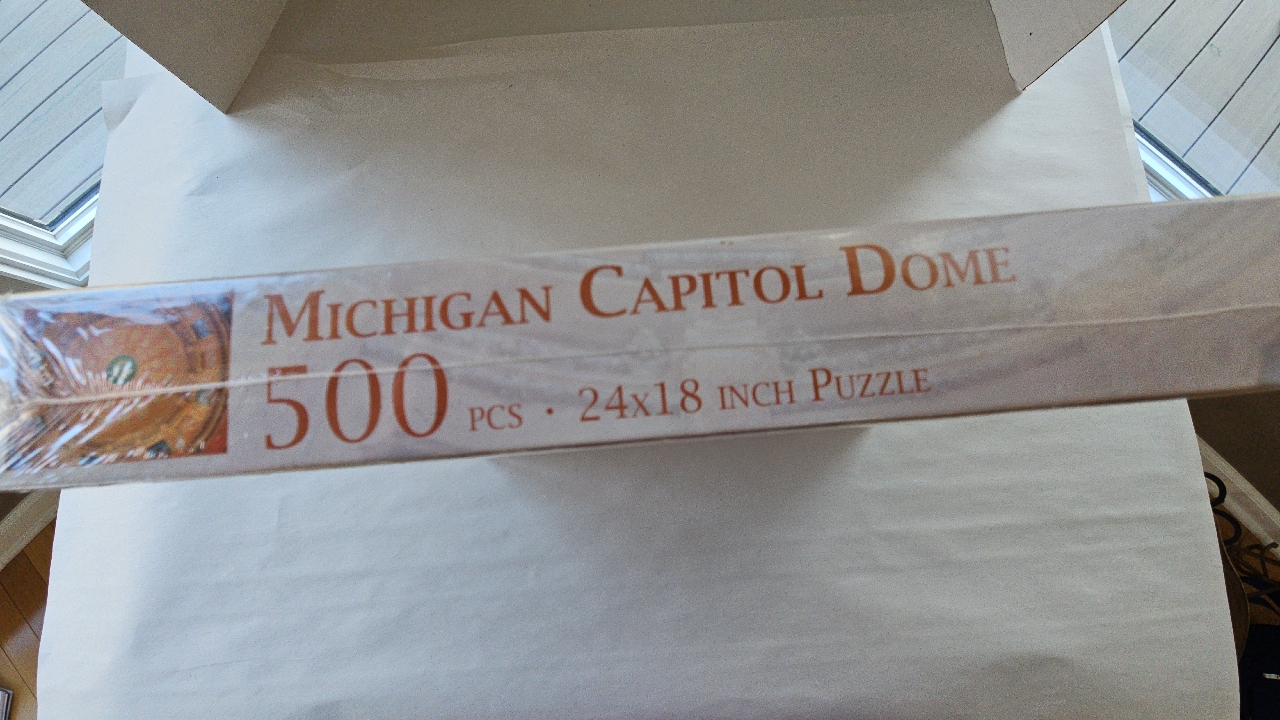 Michigan Capitol Dome
500 pcs · 24x18 inch Puzzle